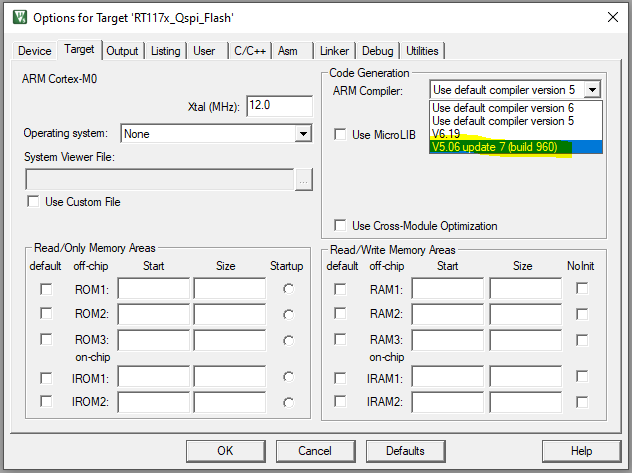 Options for Target 'RT117x_Qspi_Flash'
Device Target Output Listing User C/C++ Asm Linker Debug Utilities
ARM Cortex-M0
Xtal (MHz): 12.0
Operating system: None
System Viewer File:
...
Use Custom File
Code Generation
ARM Compiler: Use default compiler version 5
Use default compiler version 6
Use default compiler version 5
V6.19
V5.06 update 7 (build 960)
Use MicroLIB
Use Cross-Module Optimization
Read/Only Memory Areas
default off-chip Start Size Startup
ROM1:
ROM2:
ROM3:
on-chip
IROM1:
IROM2:
Read/Write Memory Areas
default off-chip Start Size NoInit
RAM1:
RAM2:
RAM3:
on-chip
IRAM1:
IRAM2:
OK Cancel Defaults Help